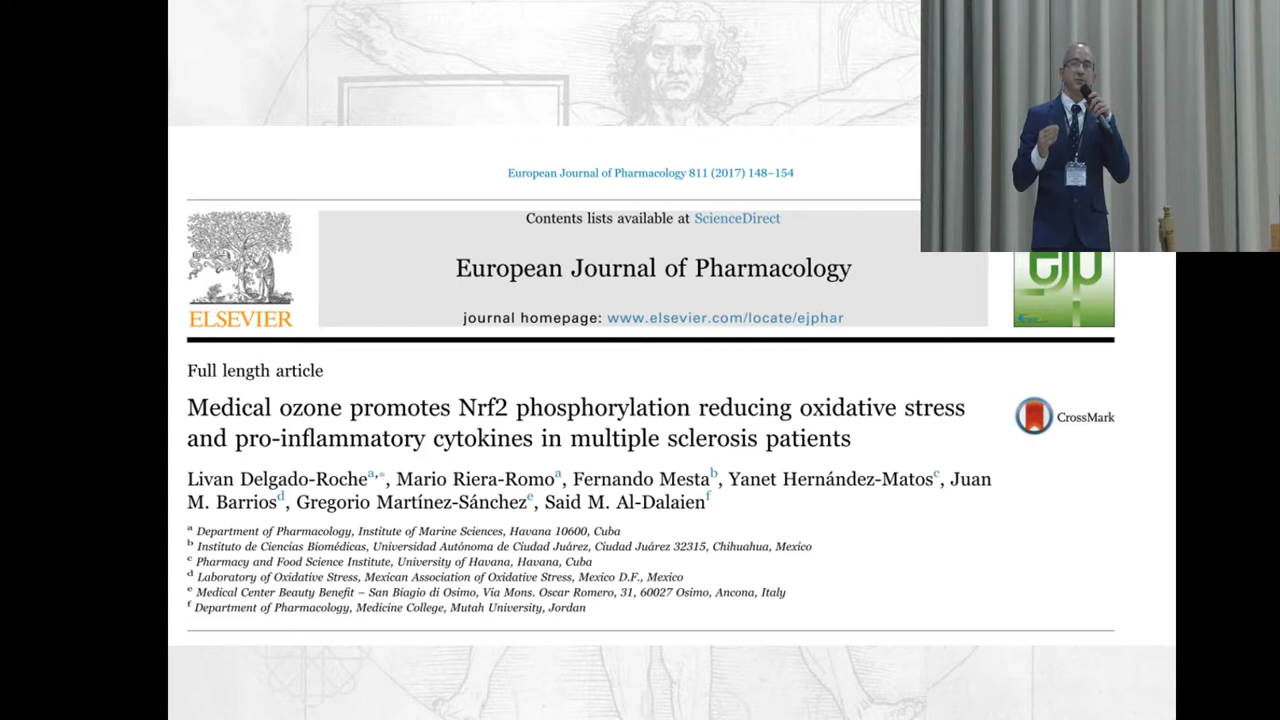 European Journal of Pharmacology 811 (2017) 148–154
Contents lists available at ScienceDirect
European Journal of Pharmacology
journal homepage: www.elsevier.com/locate/ejphar
ELSEVIER
ejp
Full length article
Medical ozone promotes Nrf2 phosphorylation reducing oxidative stress
and pro-inflammatory cytokines in multiple sclerosis patients
CrossMark
Livan Delgado-Roche^a,*, Mario Riera-Romo^a, Fernando Mesta^b, Yanet Hernández-Matos^c, Juan
M. Barrios^d, Gregorio Martínez-Sánchez^e, Said M. Al-Dalaien^f
^a Department of Pharmacology, Institute of Marine Sciences, Havana 10600, Cuba
^b Instituto de Ciencias Biomédicas, Universidad Autónoma de Ciudad Juárez, Ciudad Juárez 32315, Chihuahua, Mexico
^c Pharmacy and Food Science Institute, University of Havana, Havana, Cuba
^d Laboratory of Oxidative Stress, Mexican Association of Oxidative Stress, Mexico D.F., Mexico
^e Medical Center Beauty Benefit – San Biagio di Osimo, Via Mons. Oscar Romero, 31, 60027 Osimo, Ancona, Italy
^f Department of Pharmacology, Medicine College, Mutah University, Jordan